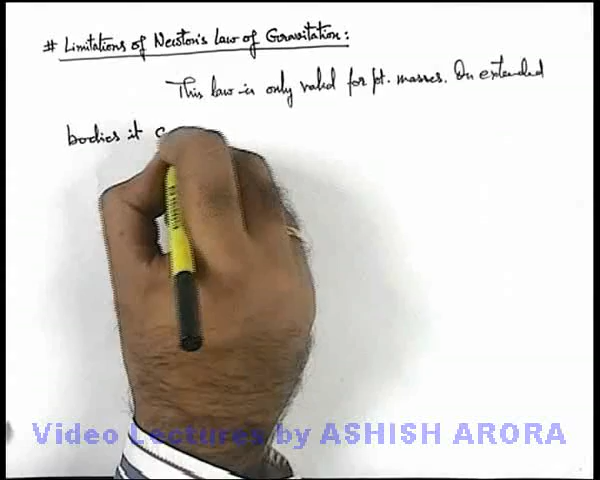 # Limitations of Newton's Law of Gravitation:
This law is only valid for pt. masses. On extended
bodies it
Video Lectures by ASHISH ARORA